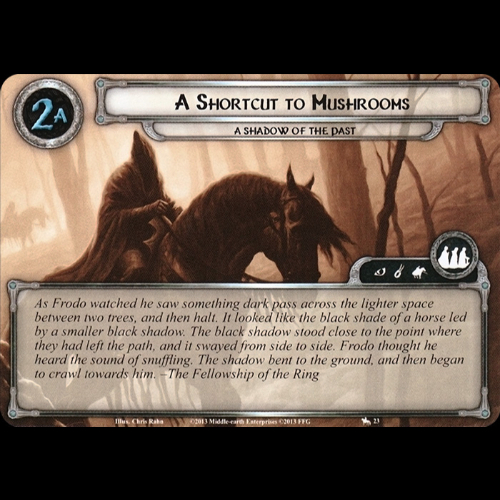 2A
A Shortcut to Mushrooms
A Shadow of the Past
As Frodo watched he saw something dark pass across the lighter space
between two trees, and then halt. It looked like the black shade of a horse led
by a smaller black shadow. The black shadow stood close to the point where
they had left the path, and it swayed from side to side. Frodo thought he
heard the sound of snuffling. The shadow bent to the ground, and then began
to crawl towards him. –The Fellowship of the Ring
Illus. Chris Rahn ©2013 Middle-earth Enterprises ©2013 FFG 23